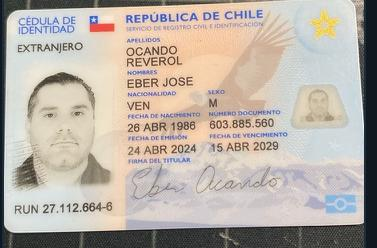 CÉDULA DE
IDENTIDAD
REPÚBLICA DE CHILE
SERVICIO DE REGISTRO CIVIL E IDENTIFICACIÓN
EXTRANJERO
APELLIDOS
OCANDO
REVEROL
NOMBRES
EBER JOSE
NACIONALIDAD SEXO
VEN M
FECHA DE NACIMIENTO NÚMERO DOCUMENTO
26 ABR 1986 603.885.560
FECHA DE EMISIÓN FECHA DE VENCIMIENTO
24 ABR 2024 15 ABR 2029
FIRMA DEL TITULAR
Eber Ocando
RUN 27.112.664-6